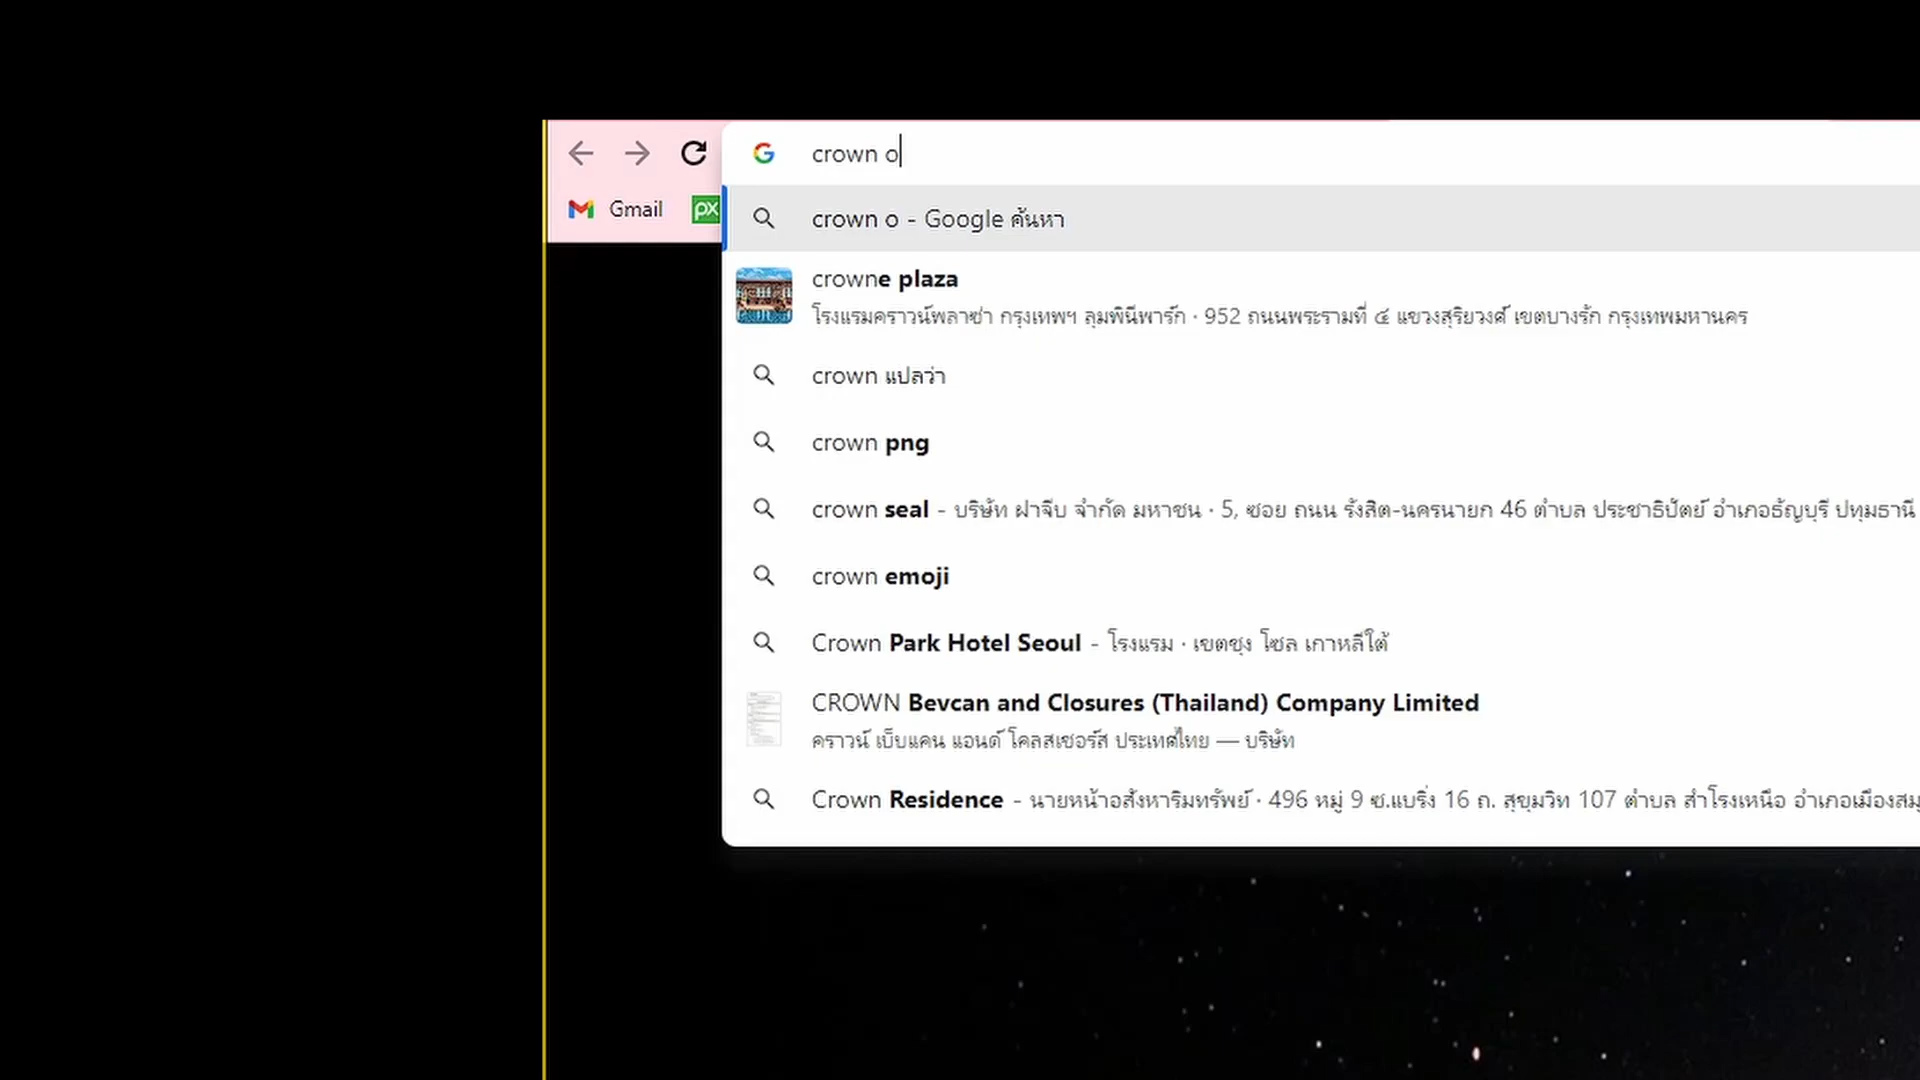 crown o
Gmail
px
crown o - Google ค้นหา
crowne plaza
โรงแรมคราวน์พลาซ่า กรุงเทพฯ ลุมพินีพาร์ก · 952 ถนนพระรามที่ ๔ แขวงสุริยวงศ์ เขตบางรัก กรุงเทพมหานคร
crown แปลว่า
crown png
crown seal - บริษัท ฝาจีบ จำกัด มหาชน · 5, ซอย ถนน รังสิต-นครนายก 46 ตำบล ประชาธิปัตย์ อำเภอธัญบุรี ปทุมธานี
crown emoji
Crown Park Hotel Seoul - โรงแรม · เขตชุง โซล เกาหลีใต้
CROWN Bevcan and Closures (Thailand) Company Limited
คราวน์ เบ็บแคน แอนด์ โคลสเซอร์ส ประเทศไทย — บริษัท
Crown Residence - นายหน้าอสังหาริมทรัพย์ · 496 หมู่ 9 ซ.แบริ่ง 16 ถ. สุขุมวิท 107 ตำบล สำโรงเหนือ อำเภอเมืองสมุ